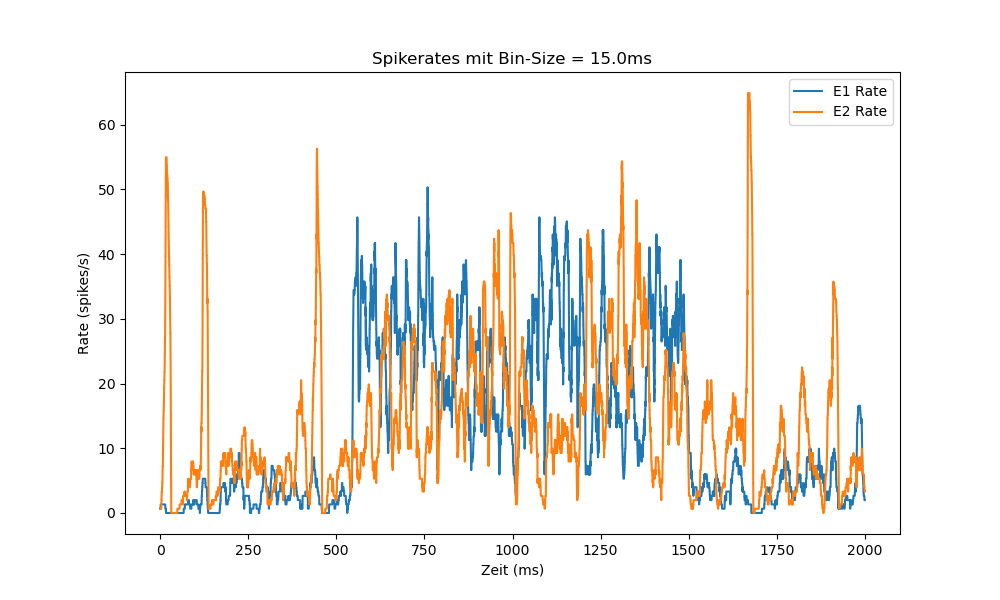 Spikerates mit Bin-Size = 15.0ms
E1 Rate
E2 Rate
Rate (spikes/s)
60
50
40
30
20
10
0
0 250 500 750 1000 1250 1500 1750 2000
Zeit (ms)